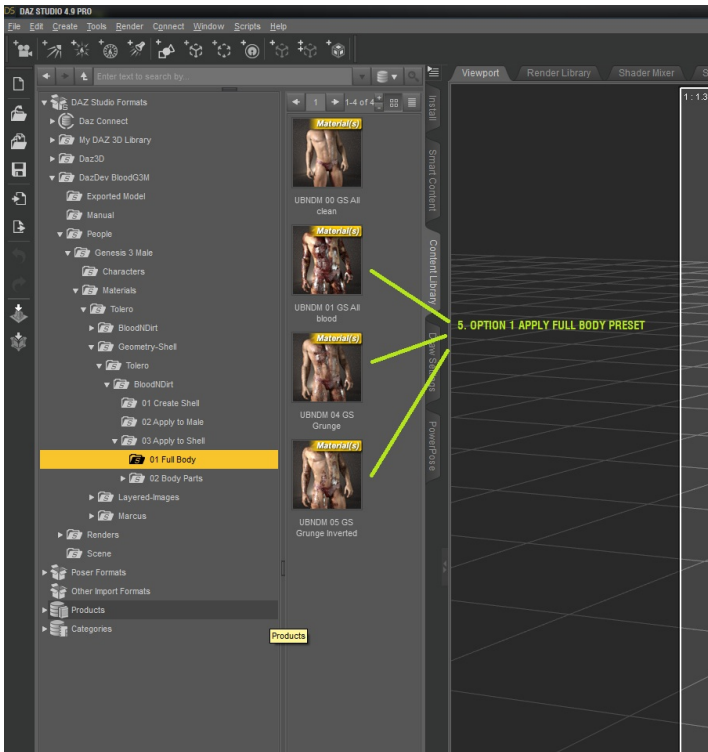 DS DAZ STUDIO 4.9 PRO
File Edit Create Tools Render Connect Window Scripts Help
Enter text to search by...
DAZ Studio Formats
Daz Connect
My DAZ 3D Library
Daz3D
DazDev BloodG3M
Exported Model
Manual
People
Genesis 3 Male
Characters
Materials
Tolero
BloodNDirt
Geometry-Shell
Tolero
BloodNDirt
01 Create Shell
02 Apply to Male
03 Apply to Shell
01 Full Body
02 Body Parts
Layered-Images
Marcus
Renders
Scene
Poser Formats
Other Import Formats
Products
Categories
Products
1 1-4 of 4
Material(s)
UBNDM 00 GS All
clean
Material(s)
UBNDM 01 GS All
blood
Material(s)
UBNDM 04 GS
Grunge
Material(s)
UBNDM 05 GS
Grunge Inverted
Install
Smart Content
Content Library
Draw Settings
PowerPose
Viewport Render Library Shader Mixer S
1 : 1.3
5. OPTION 1 APPLY FULL BODY PRESET